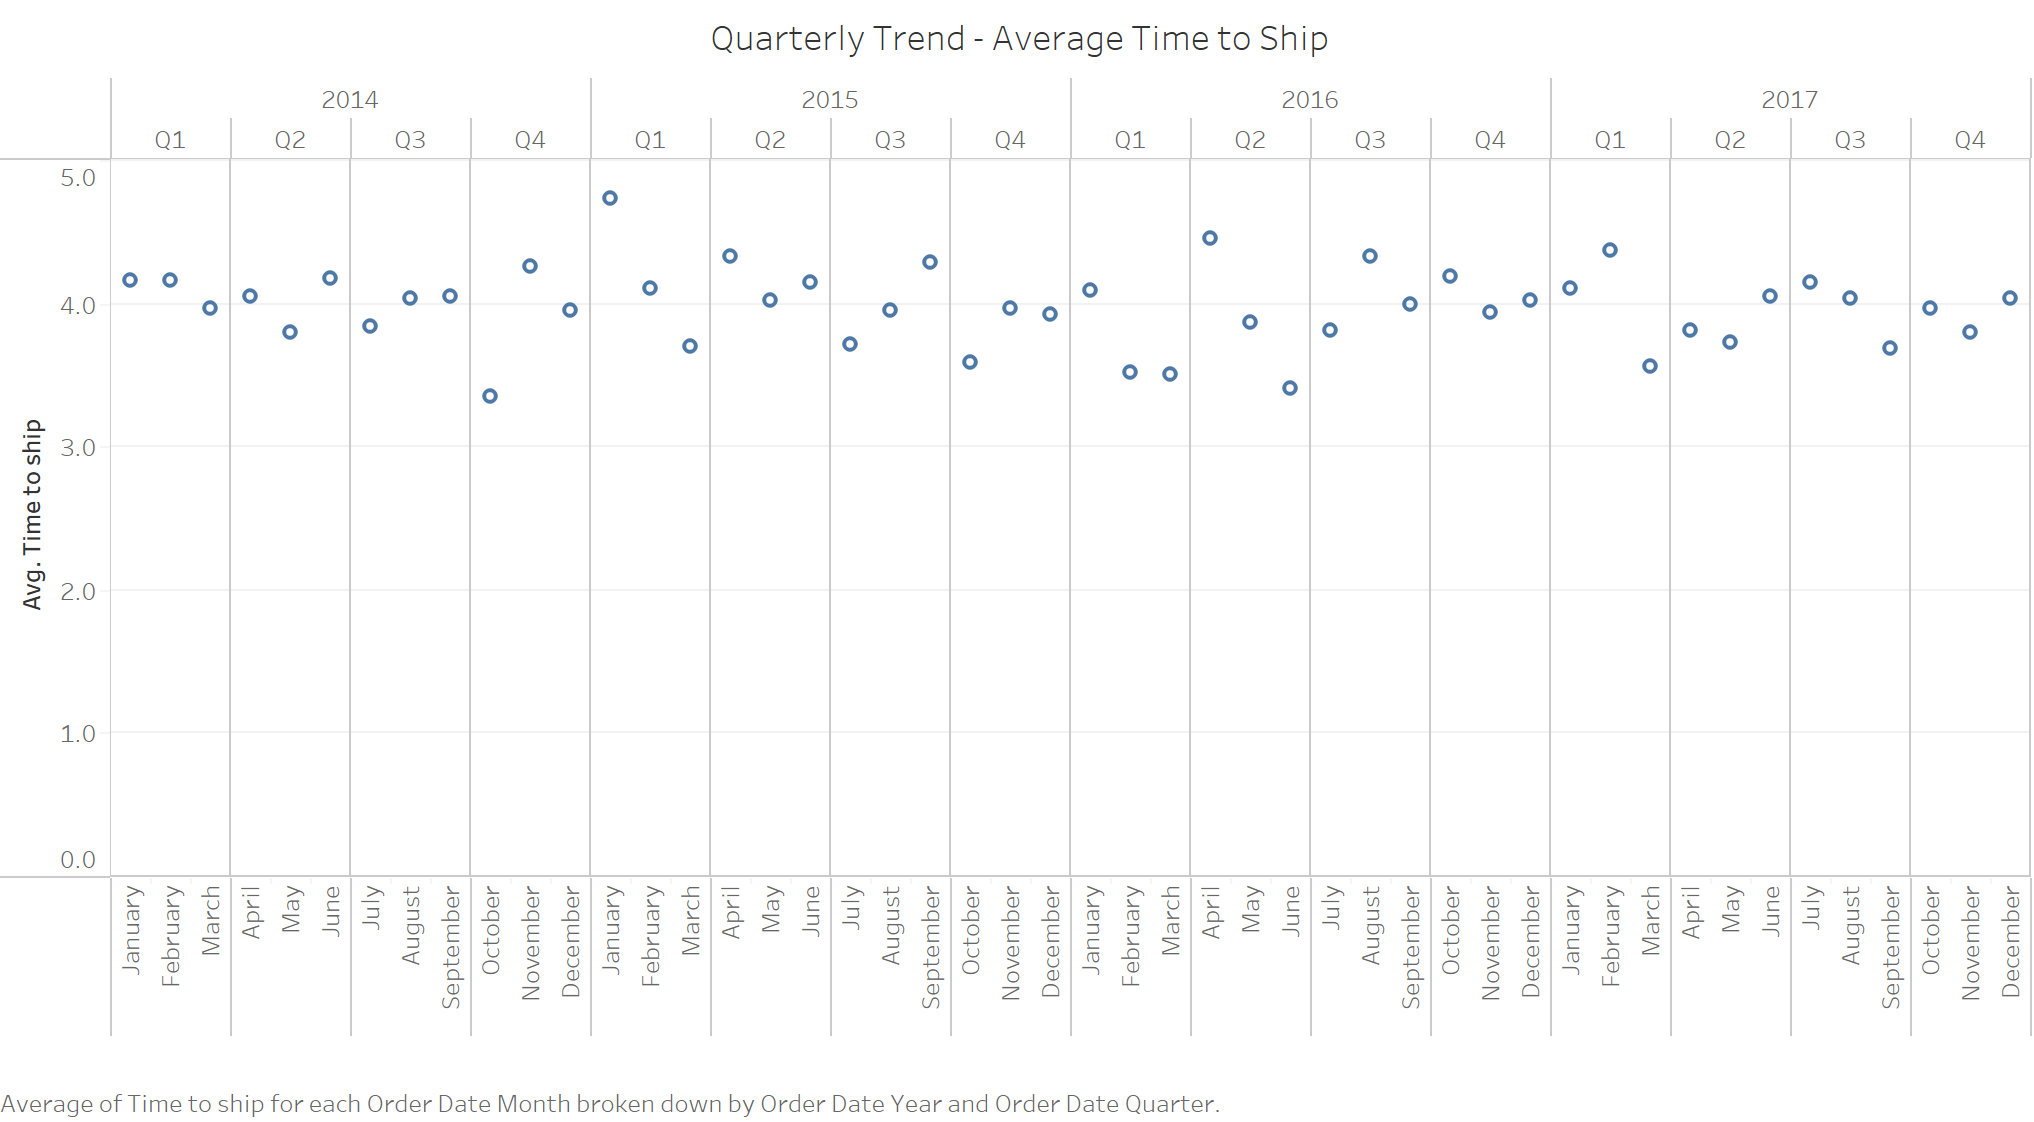 Quarterly Trend - Average Time to Ship
2014 2015 2016 2017
Q1 Q2 Q3 Q4 Q1 Q2 Q3 Q4 Q1 Q2 Q3 Q4 Q1 Q2 Q3 Q4
5.0
4.0
3.0
2.0
1.0
0.0
Avg. Time to ship
January February March April May June July August September October November December January February March April May June July August September October November December January February March April May June July August September October November December January February March April May June July August September October November December
Average of Time to ship for each Order Date Month broken down by Order Date Year and Order Date Quarter.